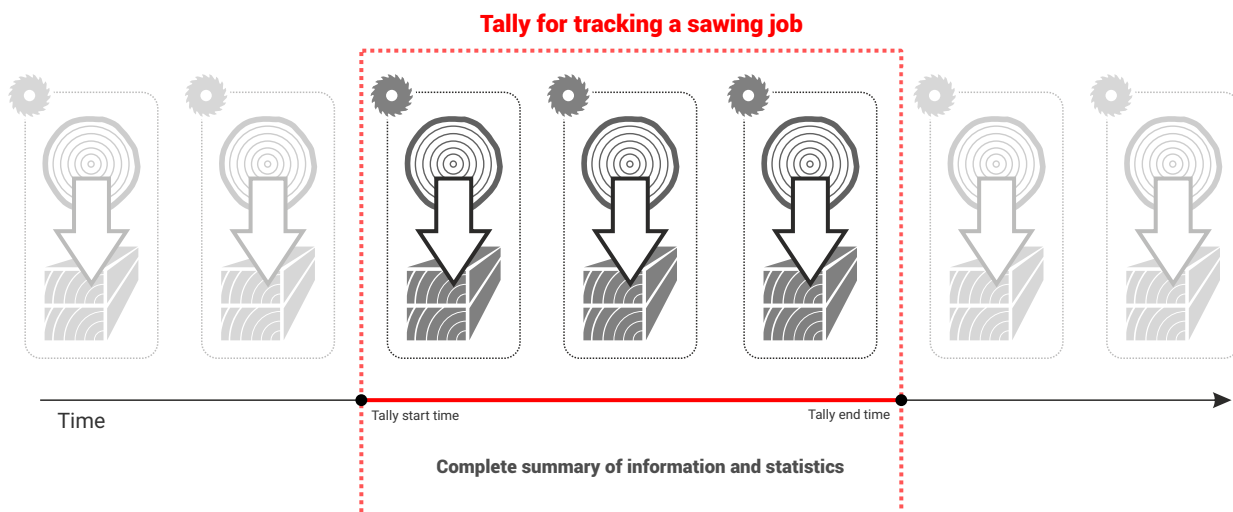 Tally for tracking a sawing job
Time
Tally start time
Tally end time
Complete summary of information and statistics